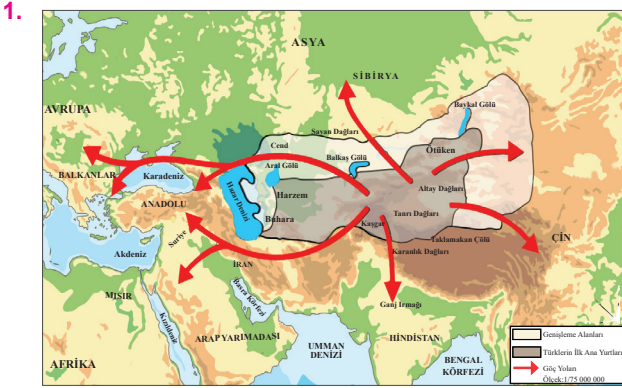 1.
ASYA
SİBİRYA
AVRUPA
Baykal Gölü
Sayan Dağları
Cend
Ötüken
Balkaş Gölü
Aral Gölü
BALKANLAR
Karadeniz
Hazar Denizi
Harzem
Altay Dağları
ANADOLU
Buhara
Tanrı Dağları
Kaşgar
Suriye
Taklamakan Çölü
ÇİN
Akdeniz
Karanlık Dağları
İRAN
MISIR
Basra Körfezi
Ganj Irmağı
Kızıldeniz
ARAP YARIMADASI
UMMAN
DENİZİ
HİNDİSTAN
BENGAL
KÖRFEZİ
AFRİKA
Genişleme Alanları
Türklerin İlk Ana Yurtları
Göç Yolları
Ölçek:1/75 000 000